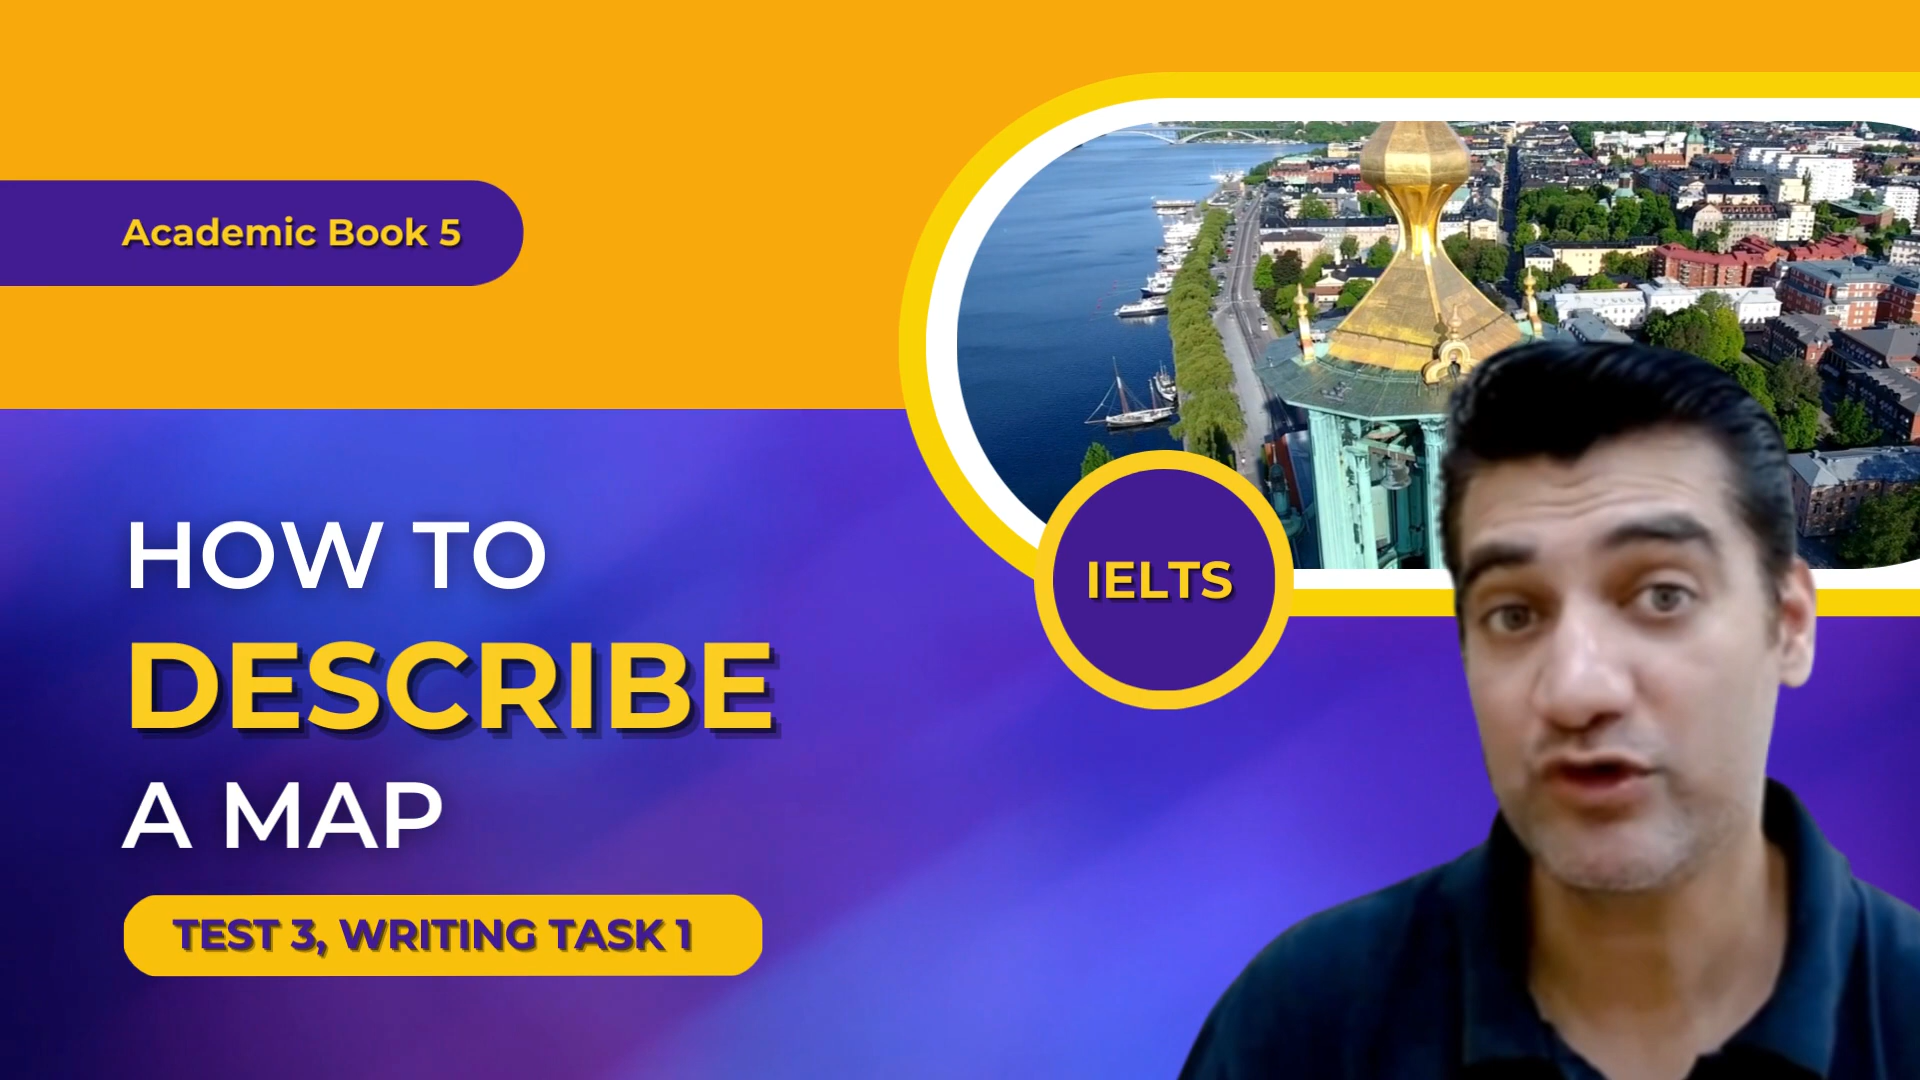 Academic Book 5
IELTS
HOW TO
DESCRIBE
A MAP
TEST 3, WRITING TASK 1